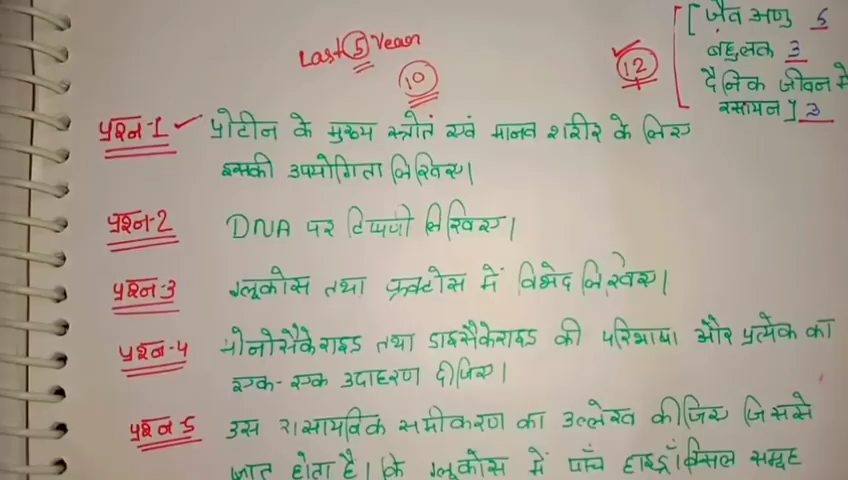 Last 5 Year
10
12
[जैव अणु 5
बहुलक 3
दैनिक जीवन में
रसायन] 3
प्रश्न-1 प्रोटीन के मुख्य स्त्रोत एवं मानव शरीर के लिए
इसकी उपयोगिता लिखिए।
प्रश्न-2 DNA पर टिप्पणी लिखिए।
प्रश्न-3 ग्लूकोस तथा फ्रक्टोस में विभेद लिखिए।
प्रश्न-4 मोनोसैकेराइड तथा डाइसैकेराइड की परिभाषा और प्रत्येक का
एक-एक उदाहरण दीजिए।
प्रश्न-5 उस रासायनिक समीकरण का उल्लेख कीजिए जिससे
ज्ञात होता है। कि ग्लूकोस में पाँच हाइड्रॉक्सिल समूह